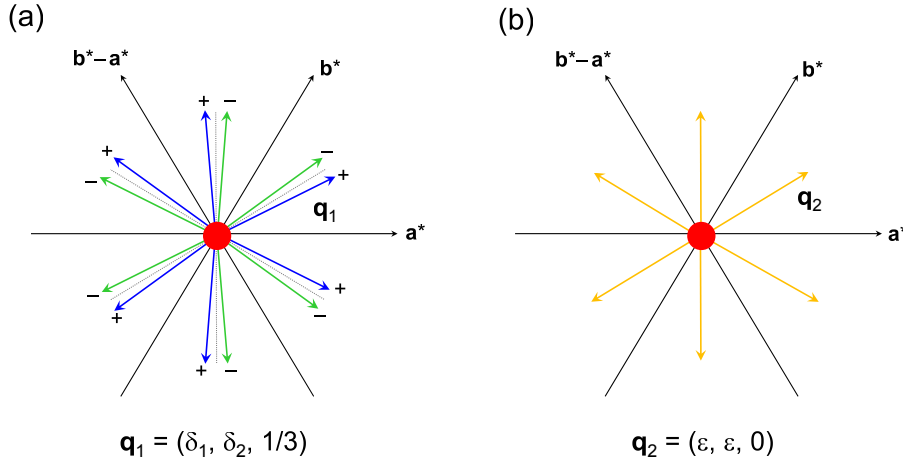 (a)
b*–a*
b*
+ –
+ –
– +
q1
a*
– +
+ –
+ –
q1 = (δ1, δ2, 1/3)
(b)
b*–a*
b*
q2
a*
q2 = (ε, ε, 0)